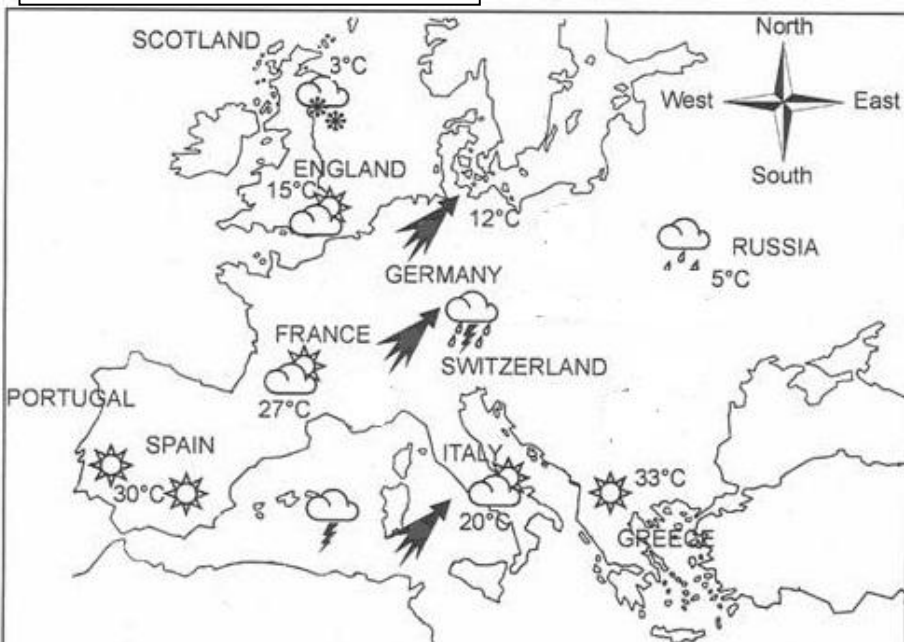 North
SCOTLAND
3°C
West
East
ENGLAND
South
15°C
12°C
RUSSIA
GERMANY
5°C
FRANCE
SWITZERLAND
PORTUGAL
27°C
SPAIN
ITALY
30°C
33°C
20°C
GREECE